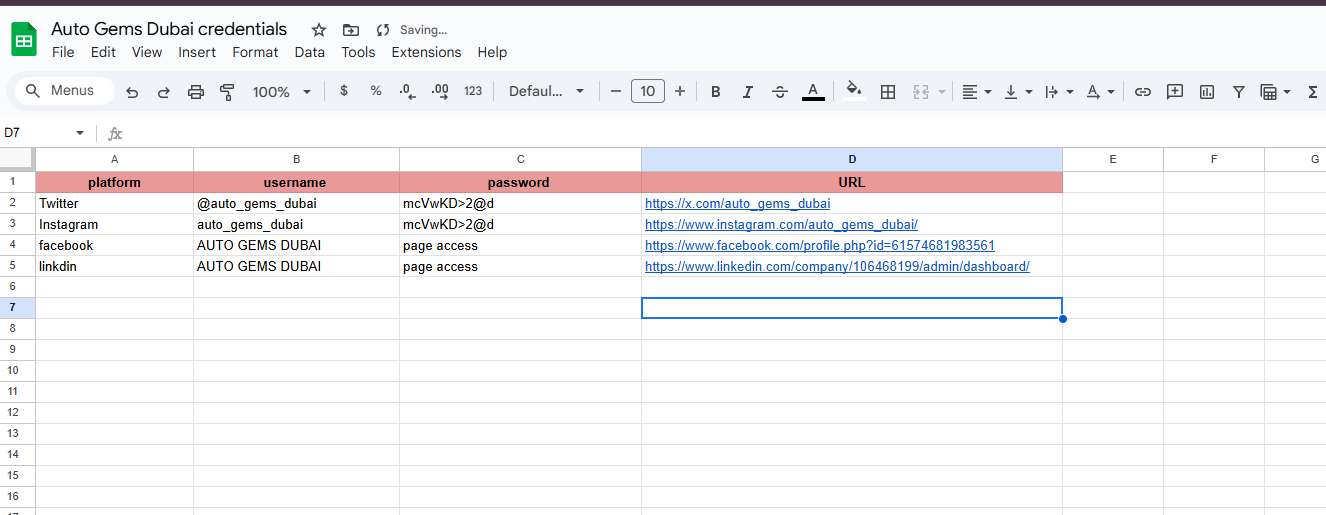 Auto Gems Dubai credentials Saving...
File Edit View Insert Format Data Tools Extensions Help
Menus 100% $ % .0 .00 123 Defaul... 10 B I A
D7 fx
A B C D E F G
1 platform username password URL
2 Twitter @auto_gems_dubai mcVwKD>2@d https://x.com/auto_gems_dubai
3 Instagram auto_gems_dubai mcVwKD>2@d https://www.instagram.com/auto_gems_dubai/
4 facebook AUTO GEMS DUBAI page access https://www.facebook.com/profile.php?id=61574681983561
5 linkdin AUTO GEMS DUBAI page access https://www.linkedin.com/company/106468199/admin/dashboard/
6
7
8
9
10
11
12
13
14
15
16